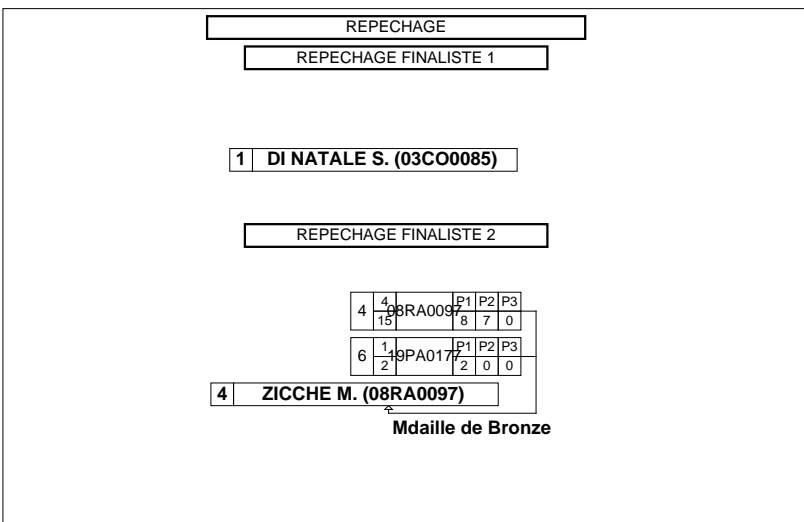 REPECHAGE
REPECHAGE FINALISTE 1
1 DI NATALE S. (03CO0085)
REPECHAGE FINALISTE 2
4 4 08RA0097 P1 P2 P3
15 8 7 0
6 1 19PA0177 P1 P2 P3
2 2 0 0
4 ZICCHE M. (08RA0097)
Mdaille de Bronze